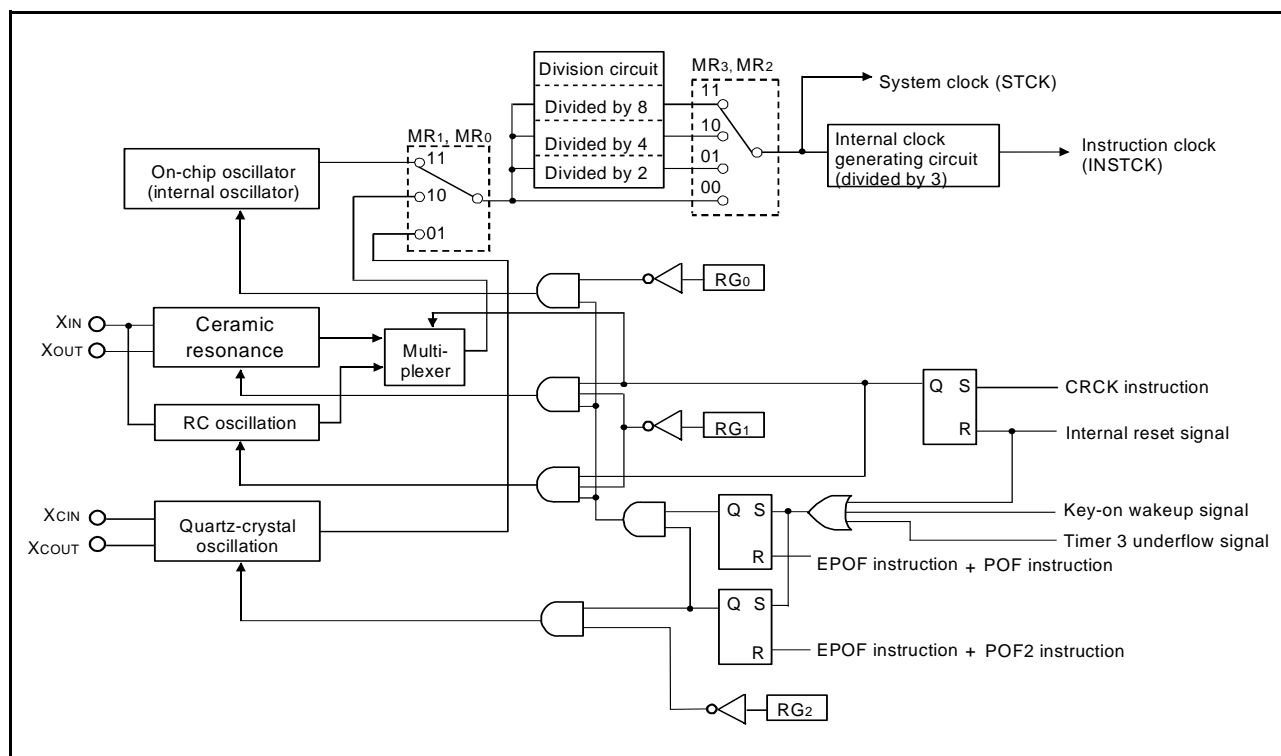 Division circuit
Divided by 8
Divided by 4
Divided by 2
MR3, MR2
11
10
01
00
System clock (STCK)
Internal clock
generating circuit
(divided by 3)
Instruction clock
(INSTCK)
MR1, MR0
11
10
01
On-chip oscillator
(internal oscillator)
RG0
XIN
XOUT
Ceramic
resonance
Multi-
plexer
RC oscillation
RG1
Q S
R
CRCK instruction
Internal reset signal
XCIN
XCOUT
Quartz-crystal
oscillation
Q S
R
Key-on wakeup signal
Timer 3 underflow signal
EPOF instruction + POF instruction
Q S
R
EPOF instruction + POF2 instruction
RG2